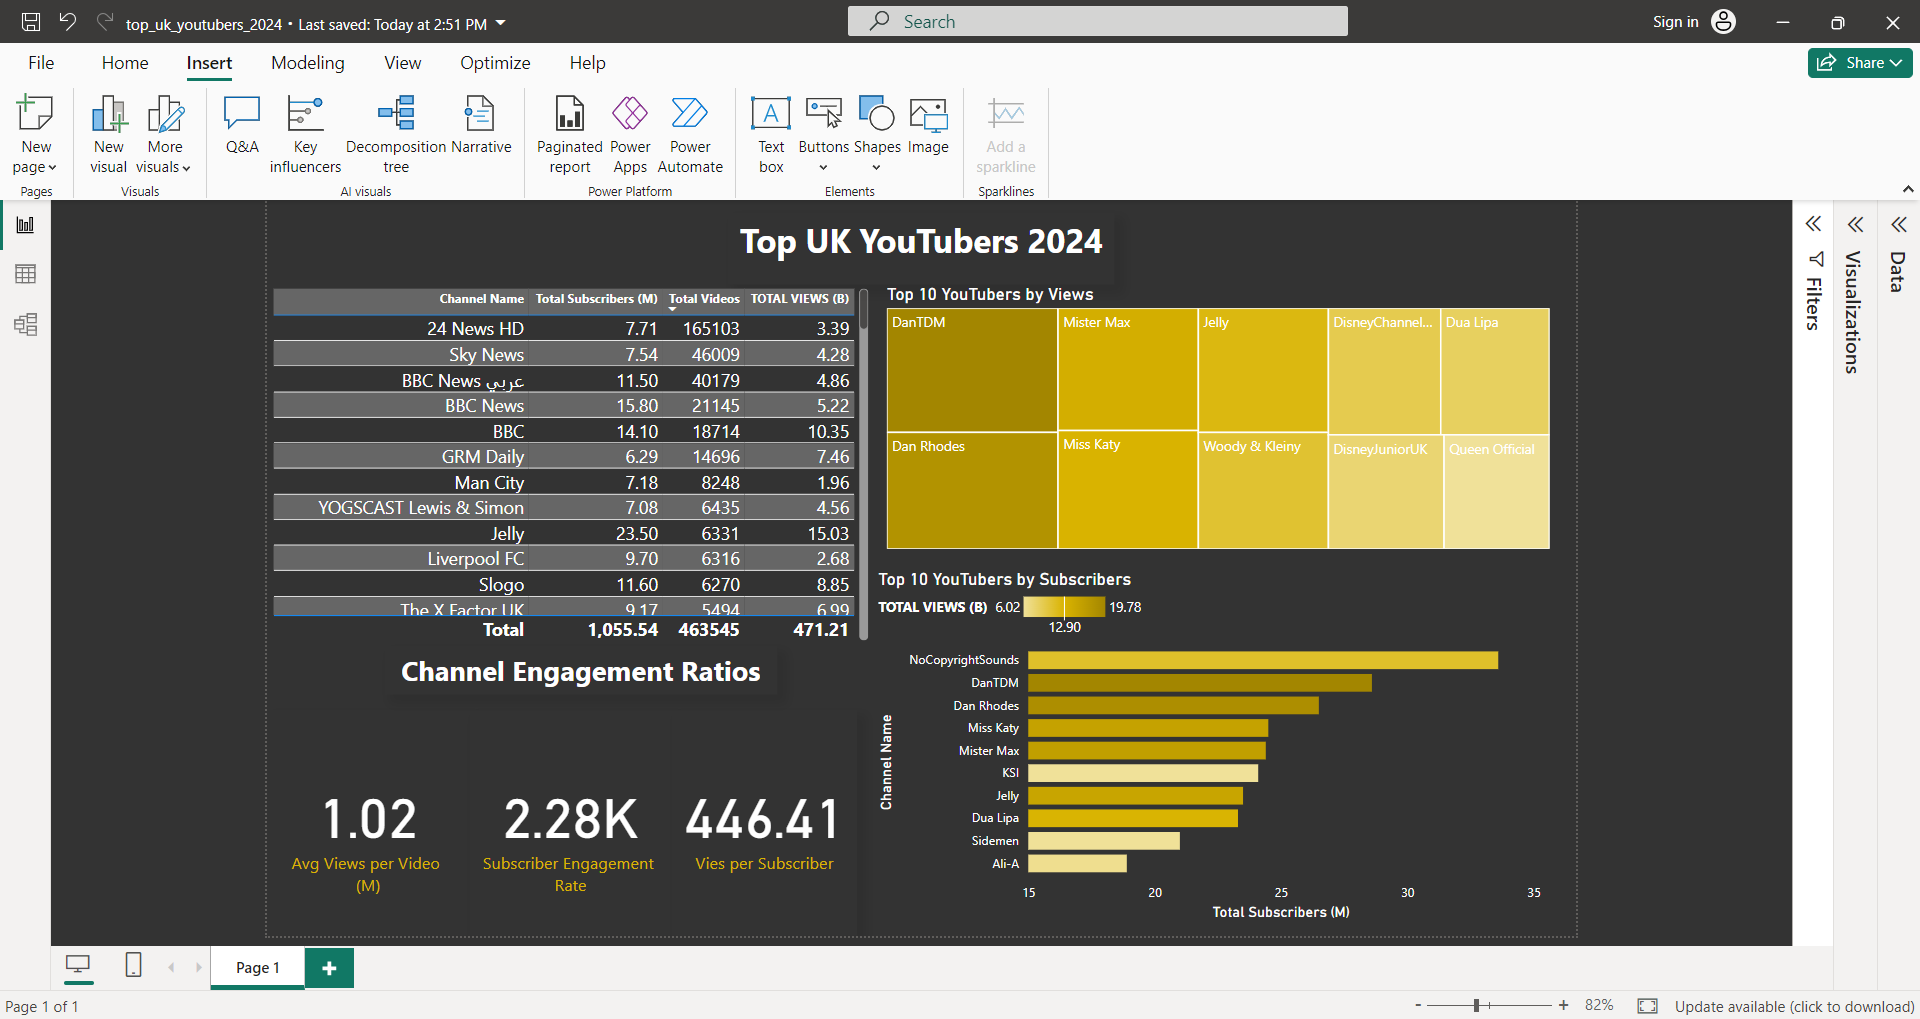 top_uk_youtubers_2024 • Last saved: Today at 2:51 PM
Search
Sign in
File Home Insert Modeling View Optimize Help
Share
New page
Pages
New visual
More visuals
Visuals
Q&A
Key influencers
Decomposition tree
Narrative
AI visuals
Paginated report
Power Apps
Power Automate
Power Platform
Text box
Buttons
Shapes
Image
Elements
Add a sparkline
Sparklines
Top UK YouTubers 2024
Channel Name Total Subscribers (M) Total Videos TOTAL VIEWS (B)
24 News HD 7.71 165103 3.39
Sky News 7.54 46009 4.28
BBC News عربي 11.50 40179 4.86
BBC News 15.80 21145 5.22
BBC 14.10 18714 10.35
GRM Daily 6.29 14696 7.46
Man City 7.18 8248 1.96
YOGSCAST Lewis & Simon 7.08 6435 4.56
Jelly 23.50 6331 15.03
Liverpool FC 9.70 6316 2.68
Slogo 11.60 6270 8.85
The X Factor UK 9.17 5494 6.99
Total 1,055.54 463545 471.21
Channel Engagement Ratios
1.02
Avg Views per Video
(M)
2.28K
Subscriber Engagement
Rate
446.41
Vies per Subscriber
Top 10 YouTubers by Views
DanTDM
Mister Max
Jelly
DisneyChannel...
Dua Lipa
Dan Rhodes
Miss Katy
Woody & Kleiny
DisneyJuniorUK
Queen Official
Top 10 YouTubers by Subscribers
TOTAL VIEWS (B) 6.02 19.78
12.90
Channel Name
NoCopyrightSounds
DanTDM
Dan Rhodes
Miss Katy
Mister Max
KSI
Jelly
Dua Lipa
Sidemen
Ali-A
15 20 25 30 35
Total Subscribers (M)
Filters
Visualizations
Data
Page 1
Page 1 of 1
- + 82%
Update available (click to download)